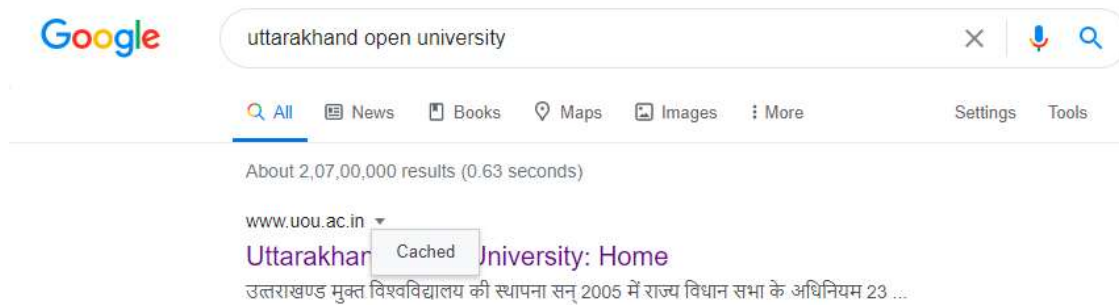 Google uttarakhand open university
All News Books Maps Images More Settings Tools
About 2,07,00,000 results (0.63 seconds)
www.uou.ac.in
Cached
Uttarakhan University: Home
उत्तराखण्ड मुक्त विश्वविद्यालय की स्थापना सन् 2005 में राज्य विधान सभा के अधिनियम 23 ...